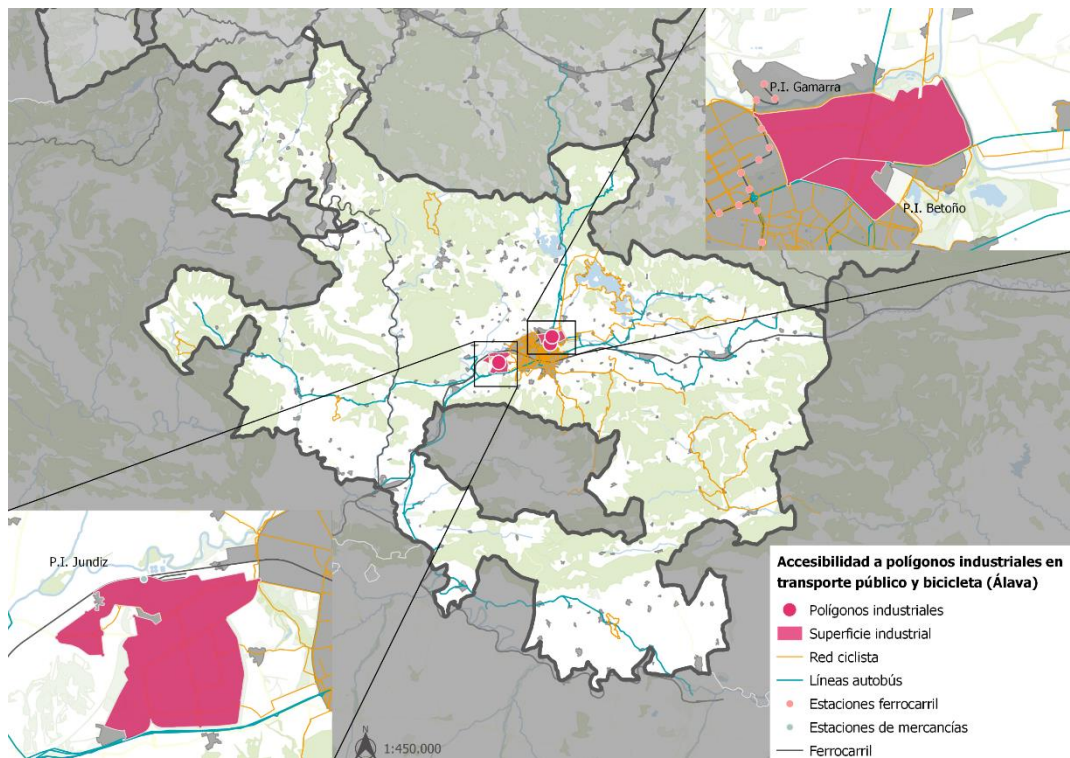 P.I. Gamarra
P.I. Betoño
P.I. Jundiz
Accesibilidad a polígonos industriales en
transporte público y bicicleta (Álava)
Polígonos industriales
Superficie industrial
Red ciclista
Líneas autobús
Estaciones ferrocarril
Estaciones de mercancías
Ferrocarril
N
1:450.000